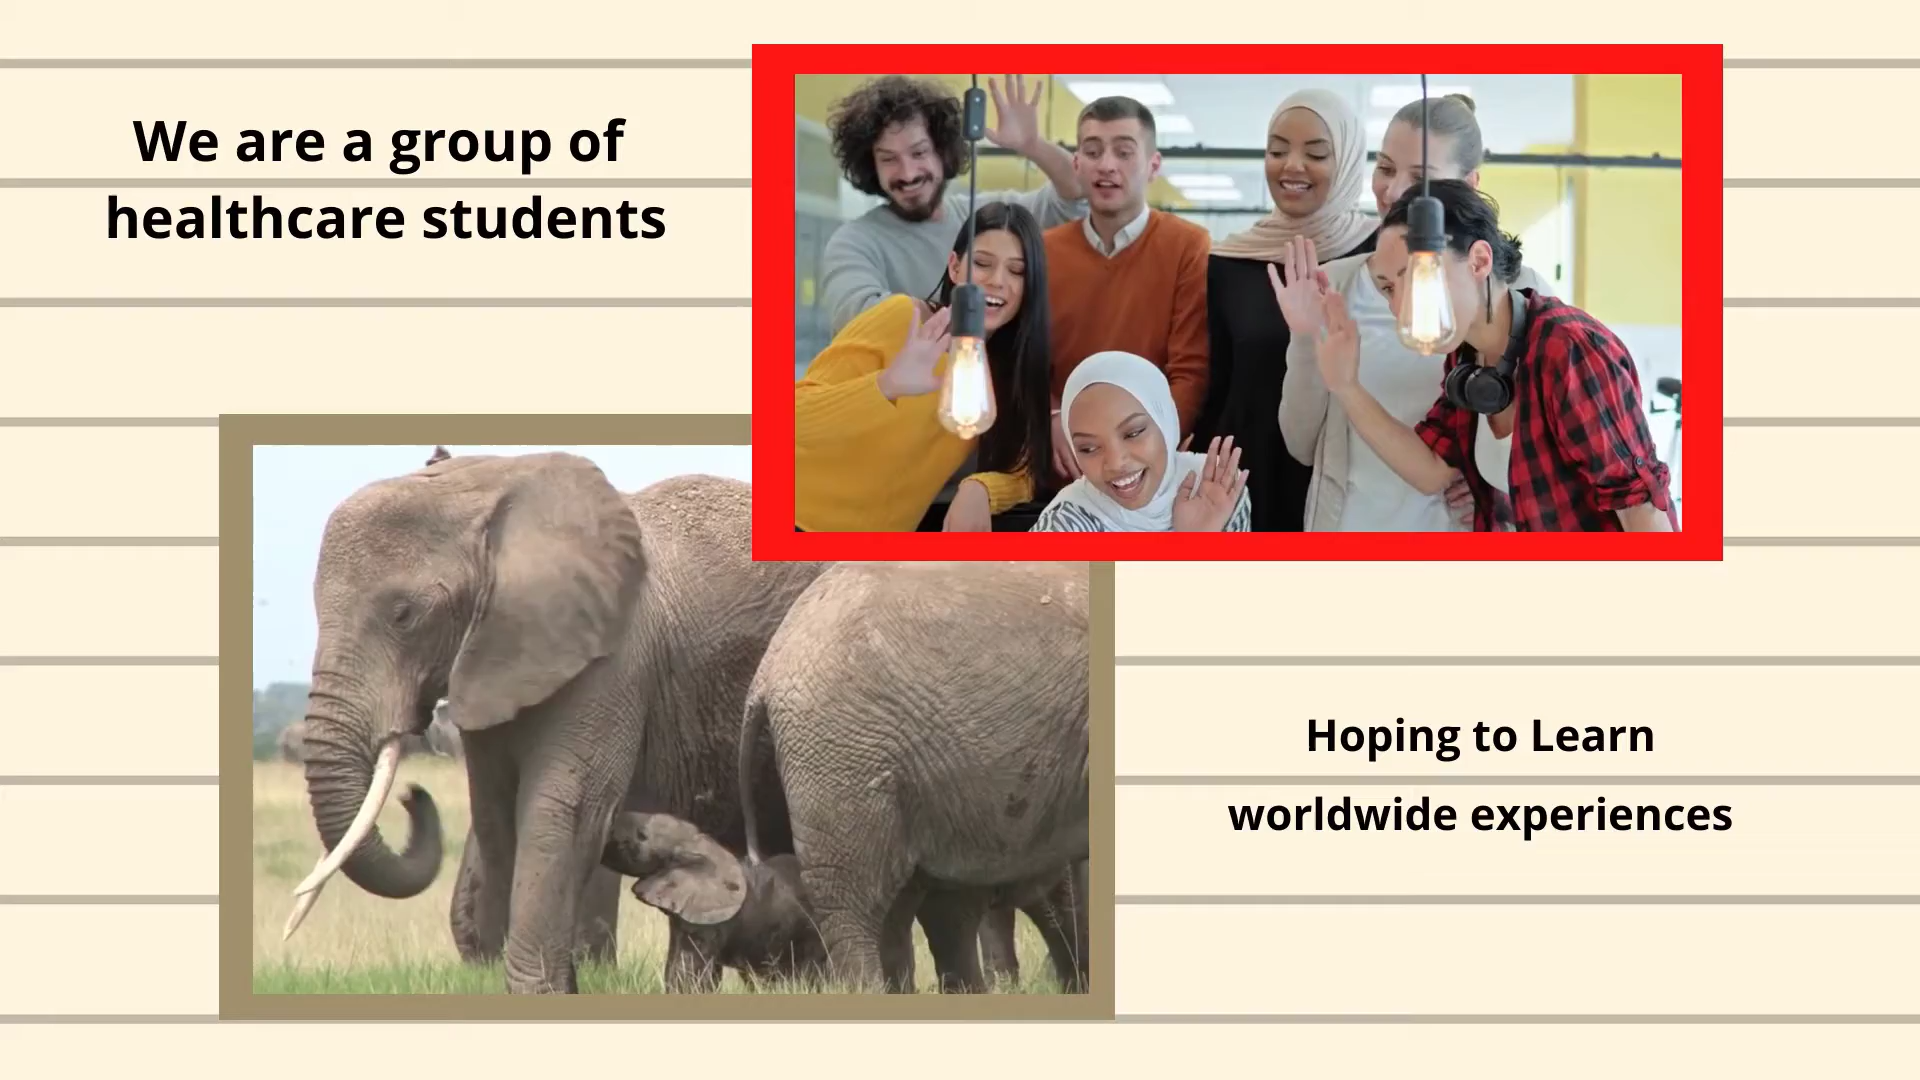 We are a group of
healthcare students
Hoping to Learn
worldwide experiences